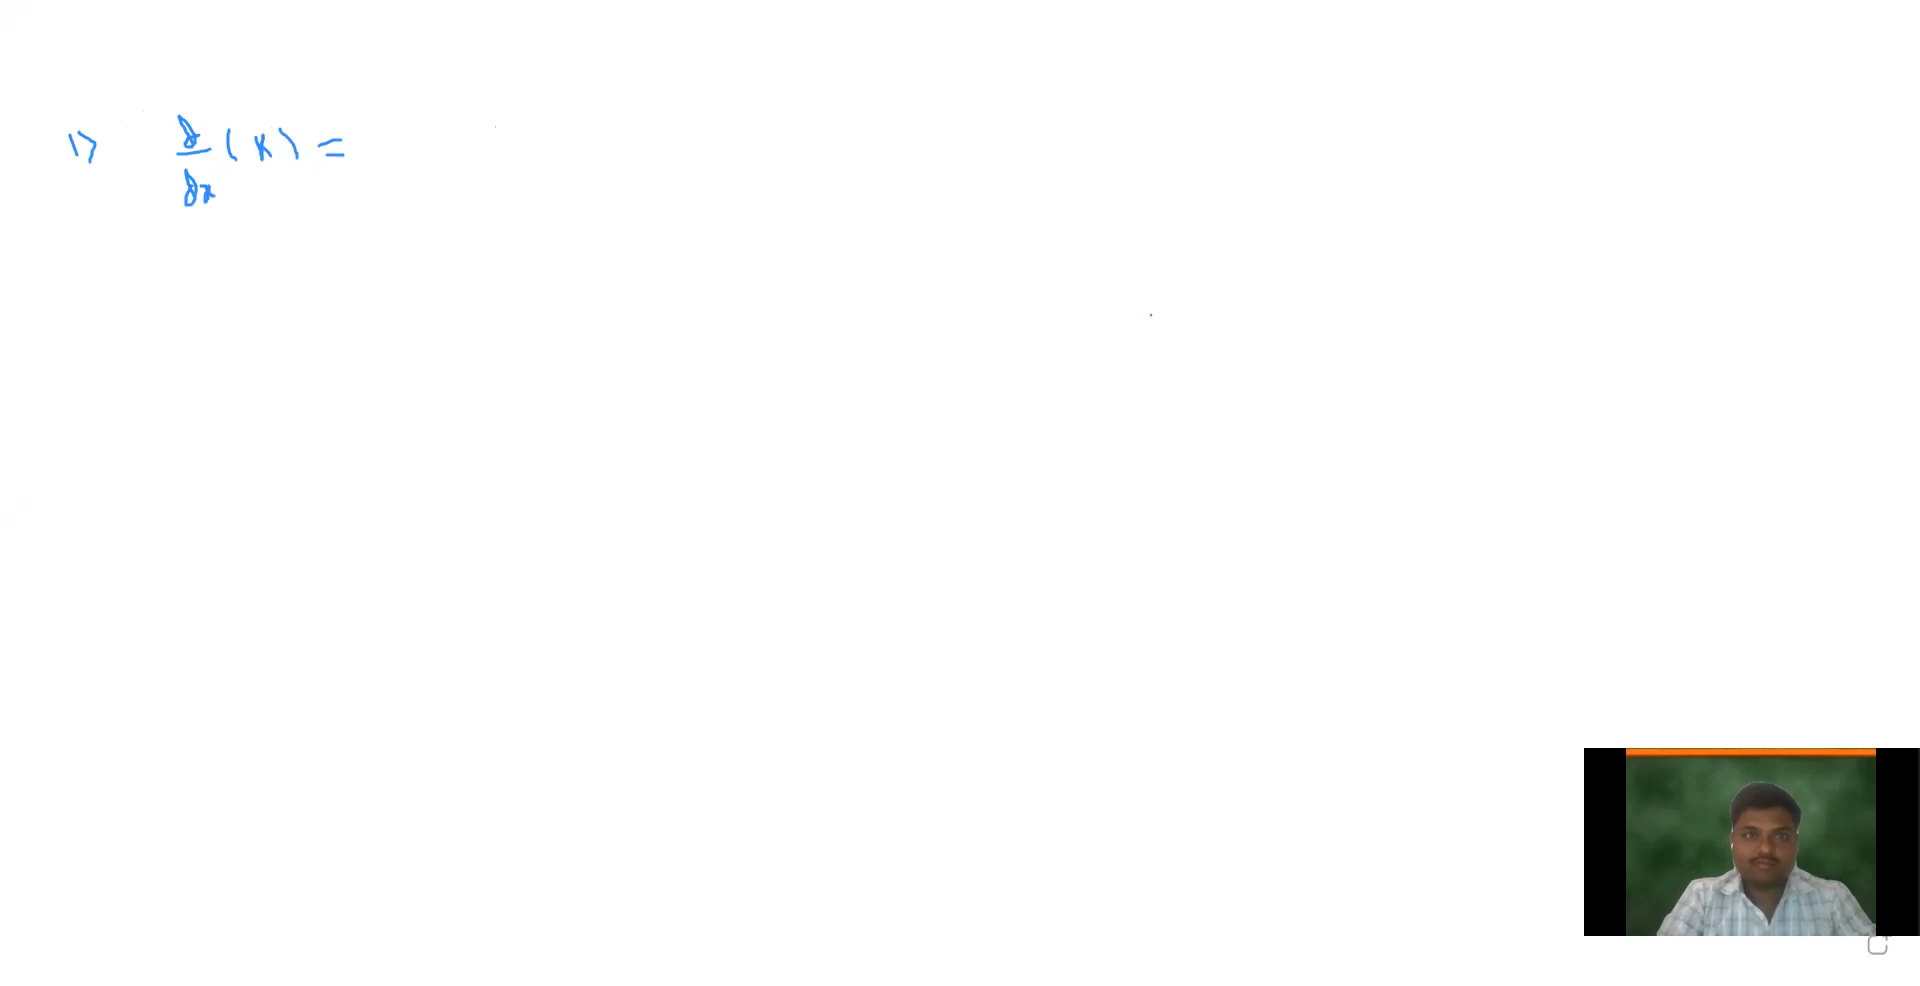 1) d/dx (K) =